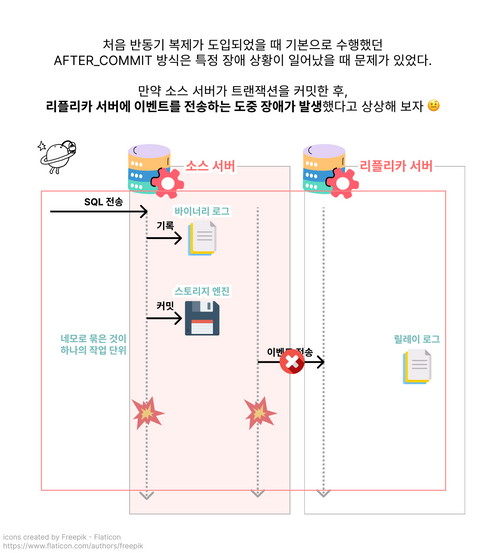 처음 반동기 복제가 도입되었을 때 기본으로 수행했던
AFTER_COMMIT 방식은 특정 장애 상황이 일어났을 때 문제가 있었다.
만약 소스 서버가 트랜잭션을 커밋한 후,
리플리카 서버에 이벤트를 전송하는 도중 장애가 발생했다고 상상해 보자 😕
소스 서버
리플리카 서버
SQL 전송
바이너리 로그
기록
스토리지 엔진
커밋
네모로 묶은 것이
하나의 작업 단위
이벤트 전송
릴레이 로그
icons created by Freepik - Flaticon
https://www.flaticon.com/authors/freepik